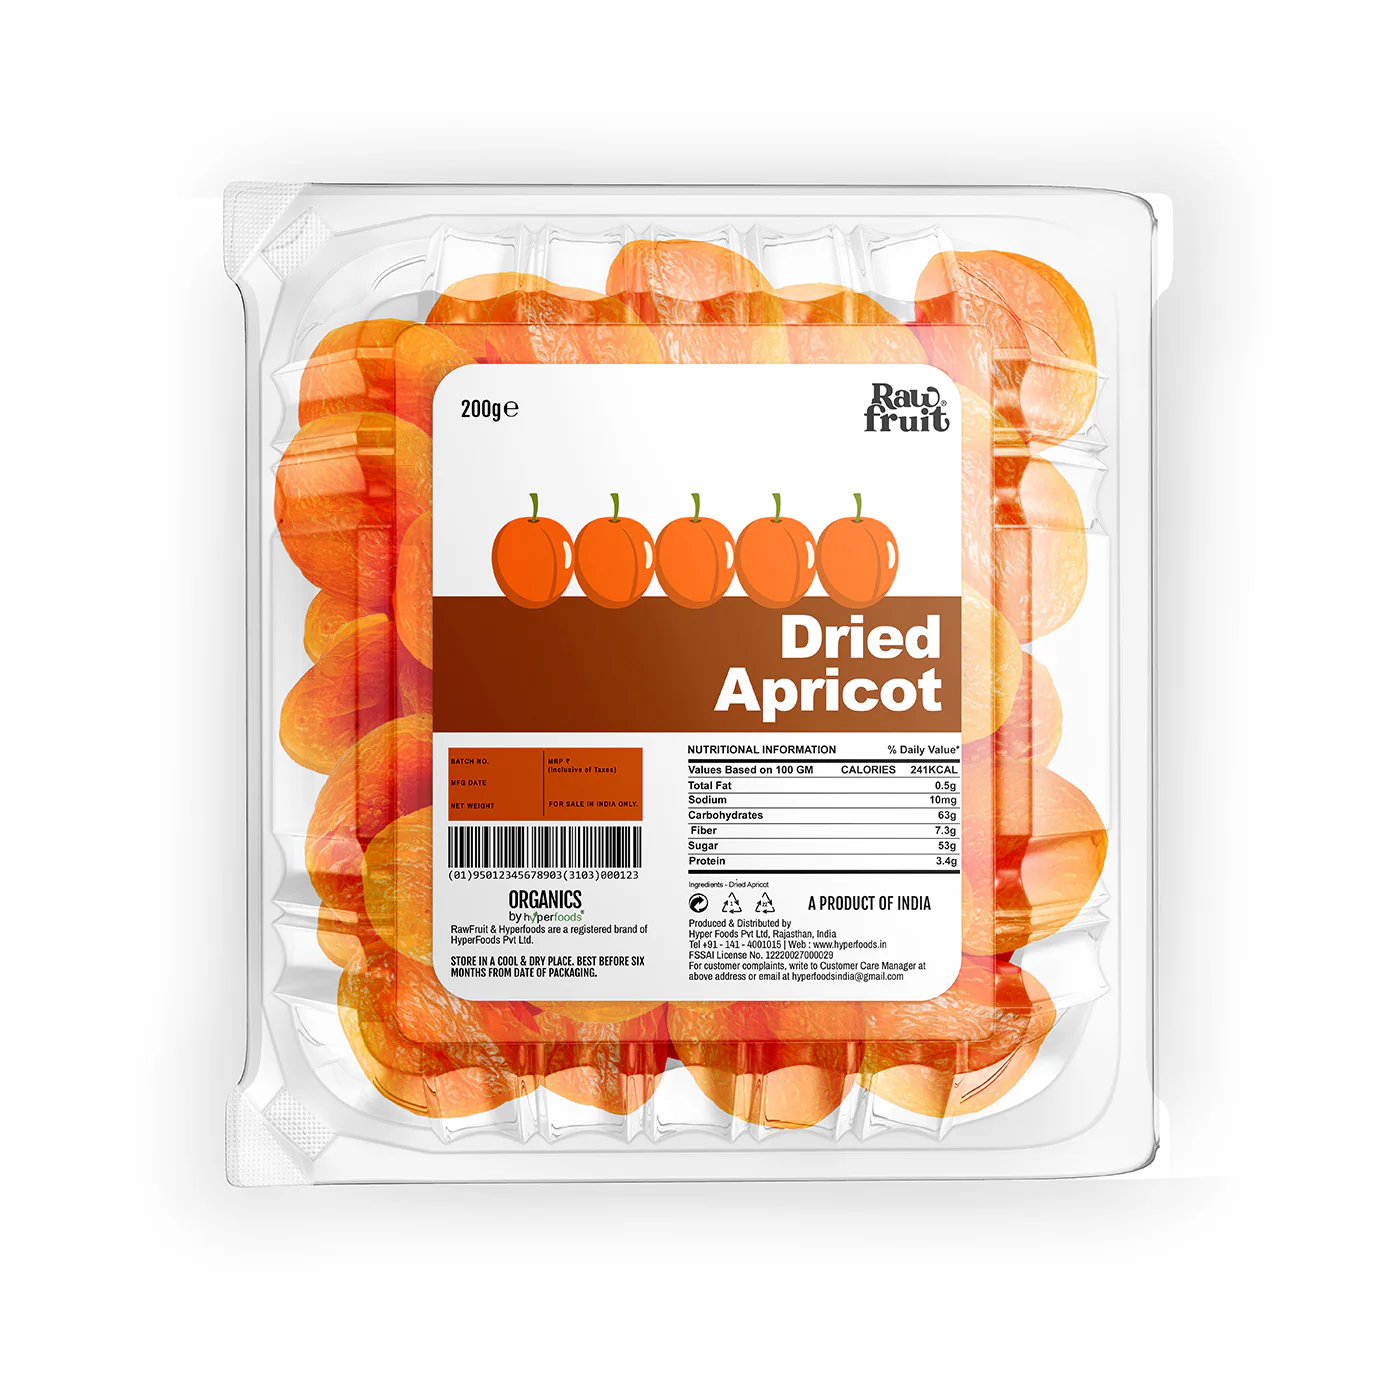 200g℮
Raw
fruit®
Dried
Apricot
BATCH NO.
MFG DATE
NET WEIGHT
MRP ₹
(Inclusive of Taxes)
FOR SALE IN INDIA ONLY.
(01)95012345678903(3103)000123
ORGANICS
by hyperfoods®
RawFruit & Hyperfoods are a registered brand of
HyperFoods Pvt Ltd.
STORE IN A COOL & DRY PLACE. BEST BEFORE SIX
MONTHS FROM DATE OF PACKAGING.
NUTRITIONAL INFORMATION % Daily Value*
Values Based on 100 GM CALORIES 241KCAL
Total Fat 0.5g
Sodium 10mg
Carbohydrates 63g
Fiber 7.3g
Sugar 53g
Protein 3.4g
Ingredients - Dried Apricot
A PRODUCT OF INDIA
Produced & Distributed by
Hyper Foods Pvt Ltd, Rajasthan, India
Tel +91 - 141 - 4001015 | Web : www.hyperfoods.in
FSSAI License No. 12220027000029
For customer complaints, write to Customer Care Manager at
above address or email at hyperfoodsindia@gmail.com